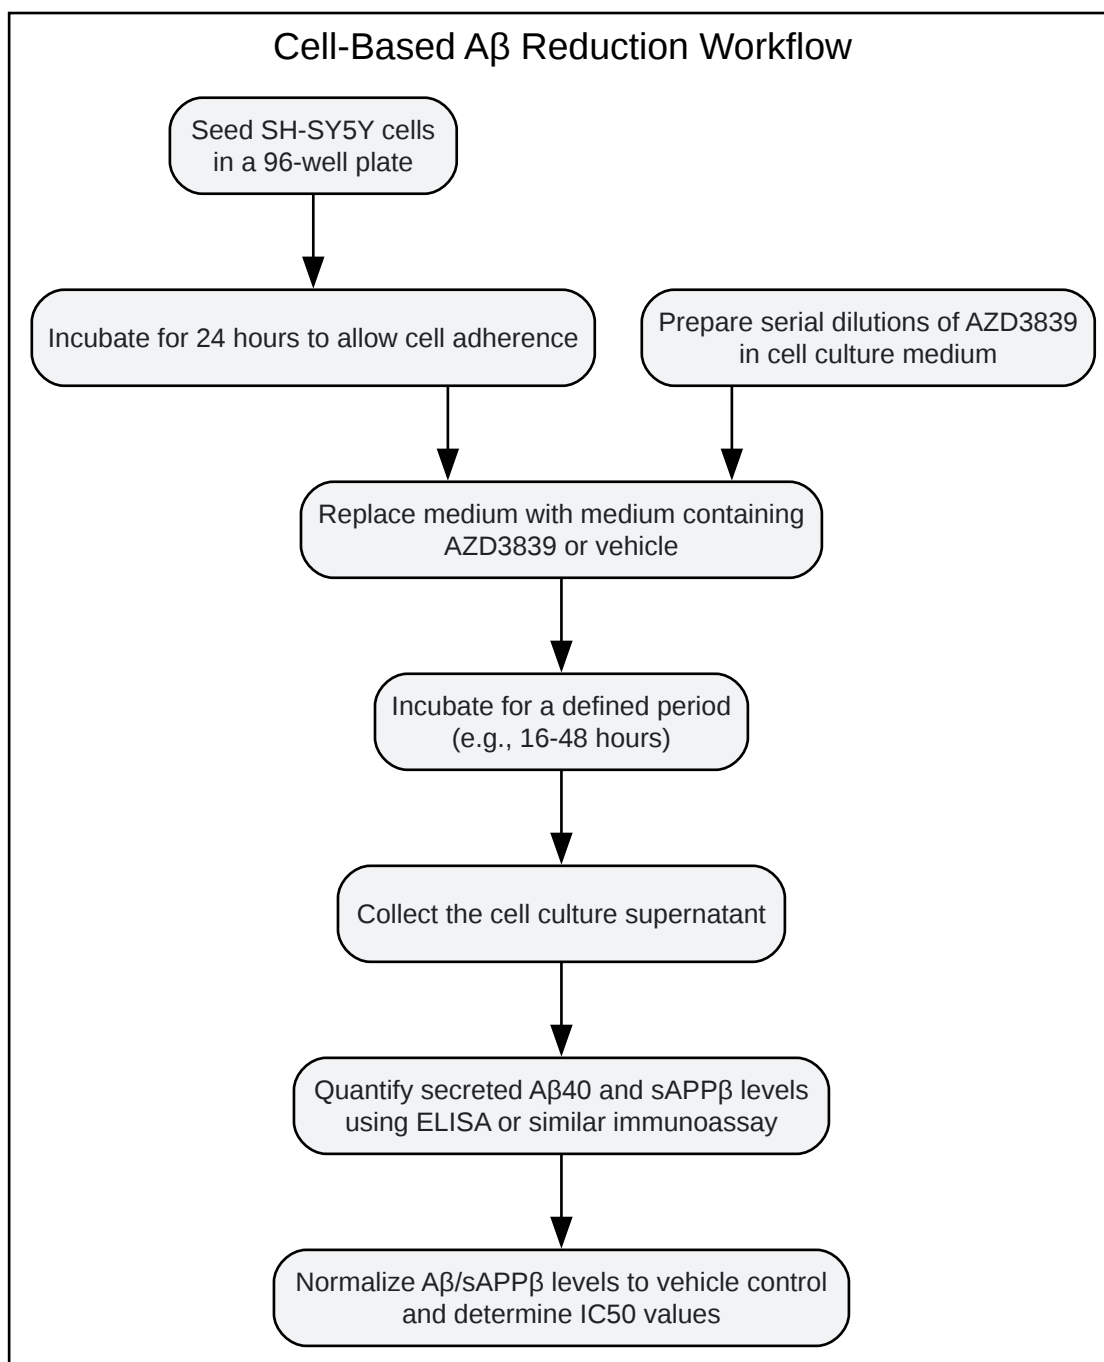 Cell-Based Aβ Reduction Workflow
Seed SH-SY5Y cells
in a 96-well plate
Incubate for 24 hours to allow cell adherence
Prepare serial dilutions of AZD3839
in cell culture medium
Replace medium with medium containing
AZD3839 or vehicle
Incubate for a defined period
(e.g., 16-48 hours)
Collect the cell culture supernatant
Quantify secreted Aβ40 and sAPPβ levels
using ELISA or similar immunoassay
Normalize Aβ/sAPPβ levels to vehicle control
and determine IC50 values